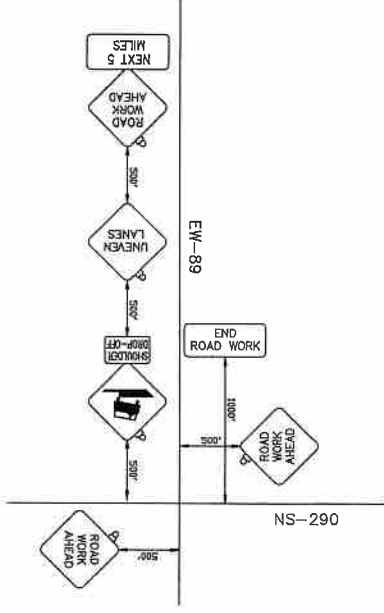 NEXT 5
MILES
ROAD
WORK
AHEAD
500'
UNEVEN
LANES
500'
SHOULDER
DROP-OFF
500'
EW-89
END
ROAD WORK
1000'
500'
ROAD
WORK
AHEAD
NS-290
ROAD
WORK
AHEAD
500'